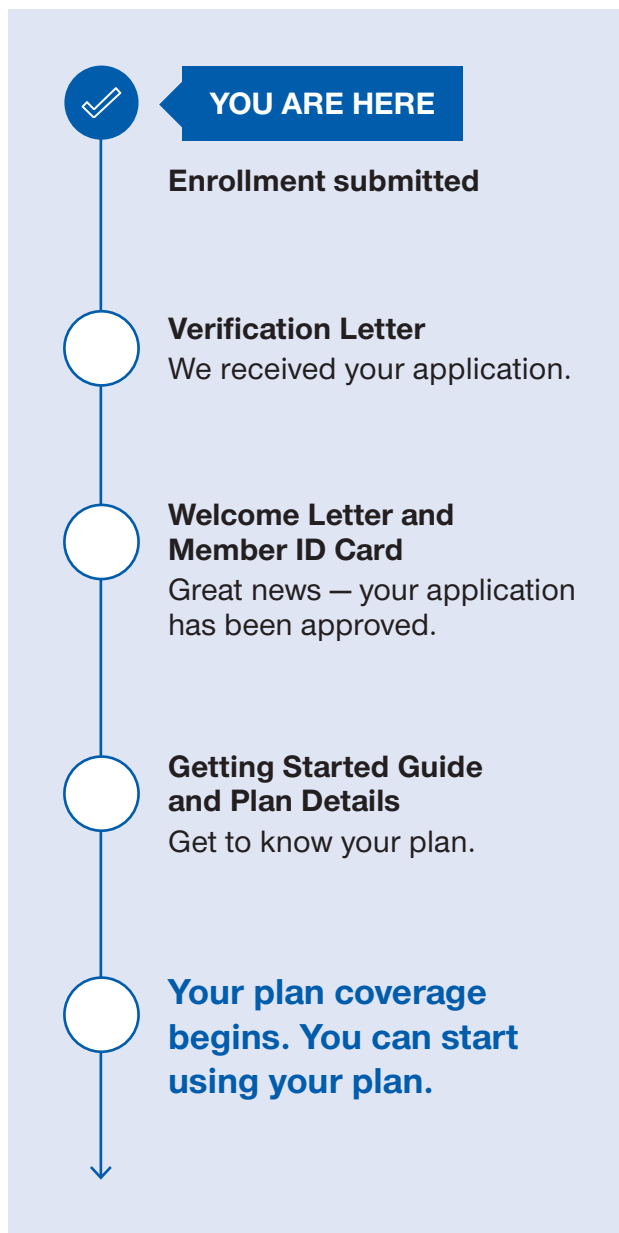 YOU ARE HERE
Enrollment submitted
Verification Letter
We received your application.
Welcome Letter and
Member ID Card
Great news — your application
has been approved.
Getting Started Guide
and Plan Details
Get to know your plan.
Your plan coverage
begins. You can start
using your plan.